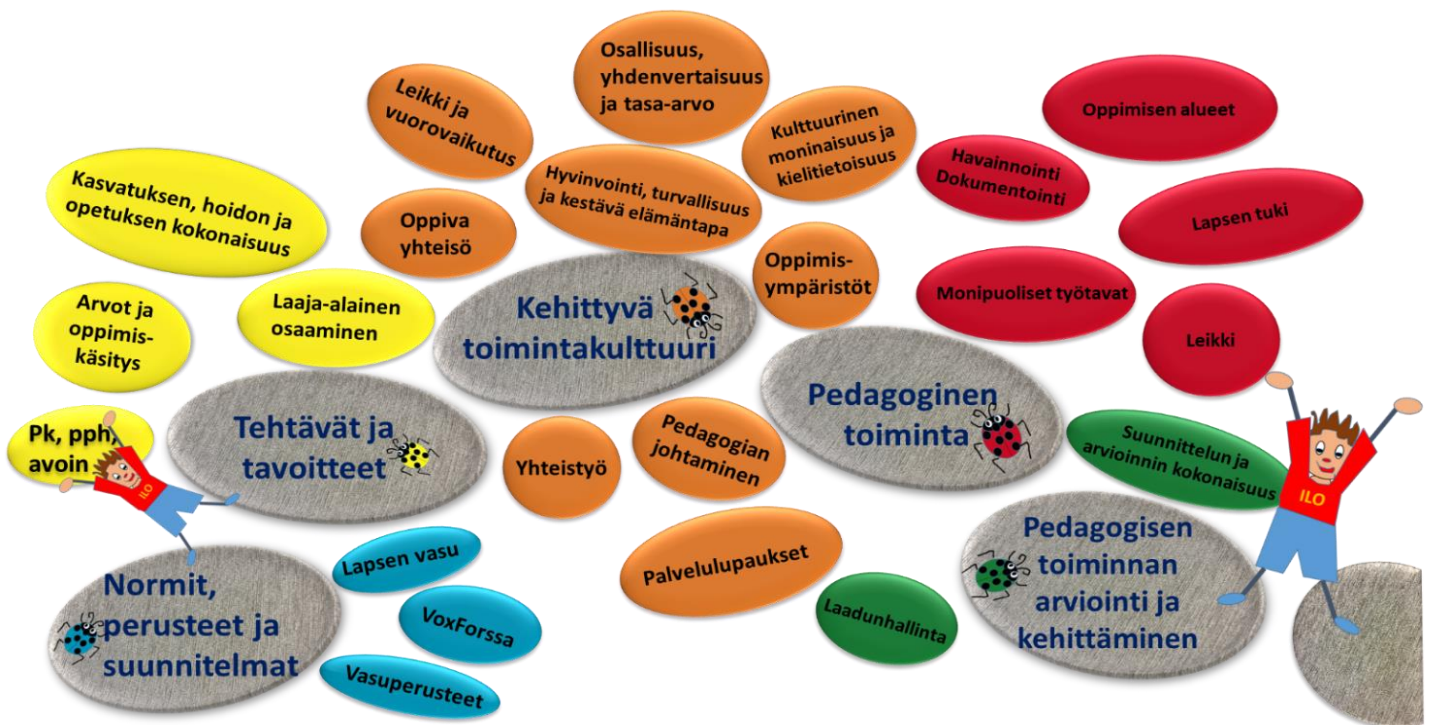 Osallisuus,
yhdenvertaisuus
ja tasa-arvo
Leikki ja
vuorovaikutus
Kulttuurinen
moninaisuus ja
kielitietoisuus
Oppimisen alueet
Havainnointi
Dokumentointi
Kasvatuksen, hoidon ja
opetuksen kokonaisuus
Oppiva
yhteisö
Hyvinvointi, turvallisuus
ja kestävä elämäntapa
Lapsen tuki
Oppimis-
ympäristöt
Arvot ja
oppimis-
käsitys
Laaja-alainen
osaaminen
Kehittyvä
toimintakulttuuri
Monipuoliset työtavat
Leikki
Pk, pph,
avoin
ILO
Tehtävät ja
tavoitteet
Yhteistyö
Pedagogian
johtaminen
Pedagoginen
toiminta
Suunnittelun ja
arvioinnin kokonaisuus
ILO
Normit,
perusteet ja
suunnitelmat
Lapsen vasu
VoxForssa
Vasuperusteet
Palvelulupaukset
Laadunhallinta
Pedagogisen
toiminnan
arviointi ja
kehittäminen